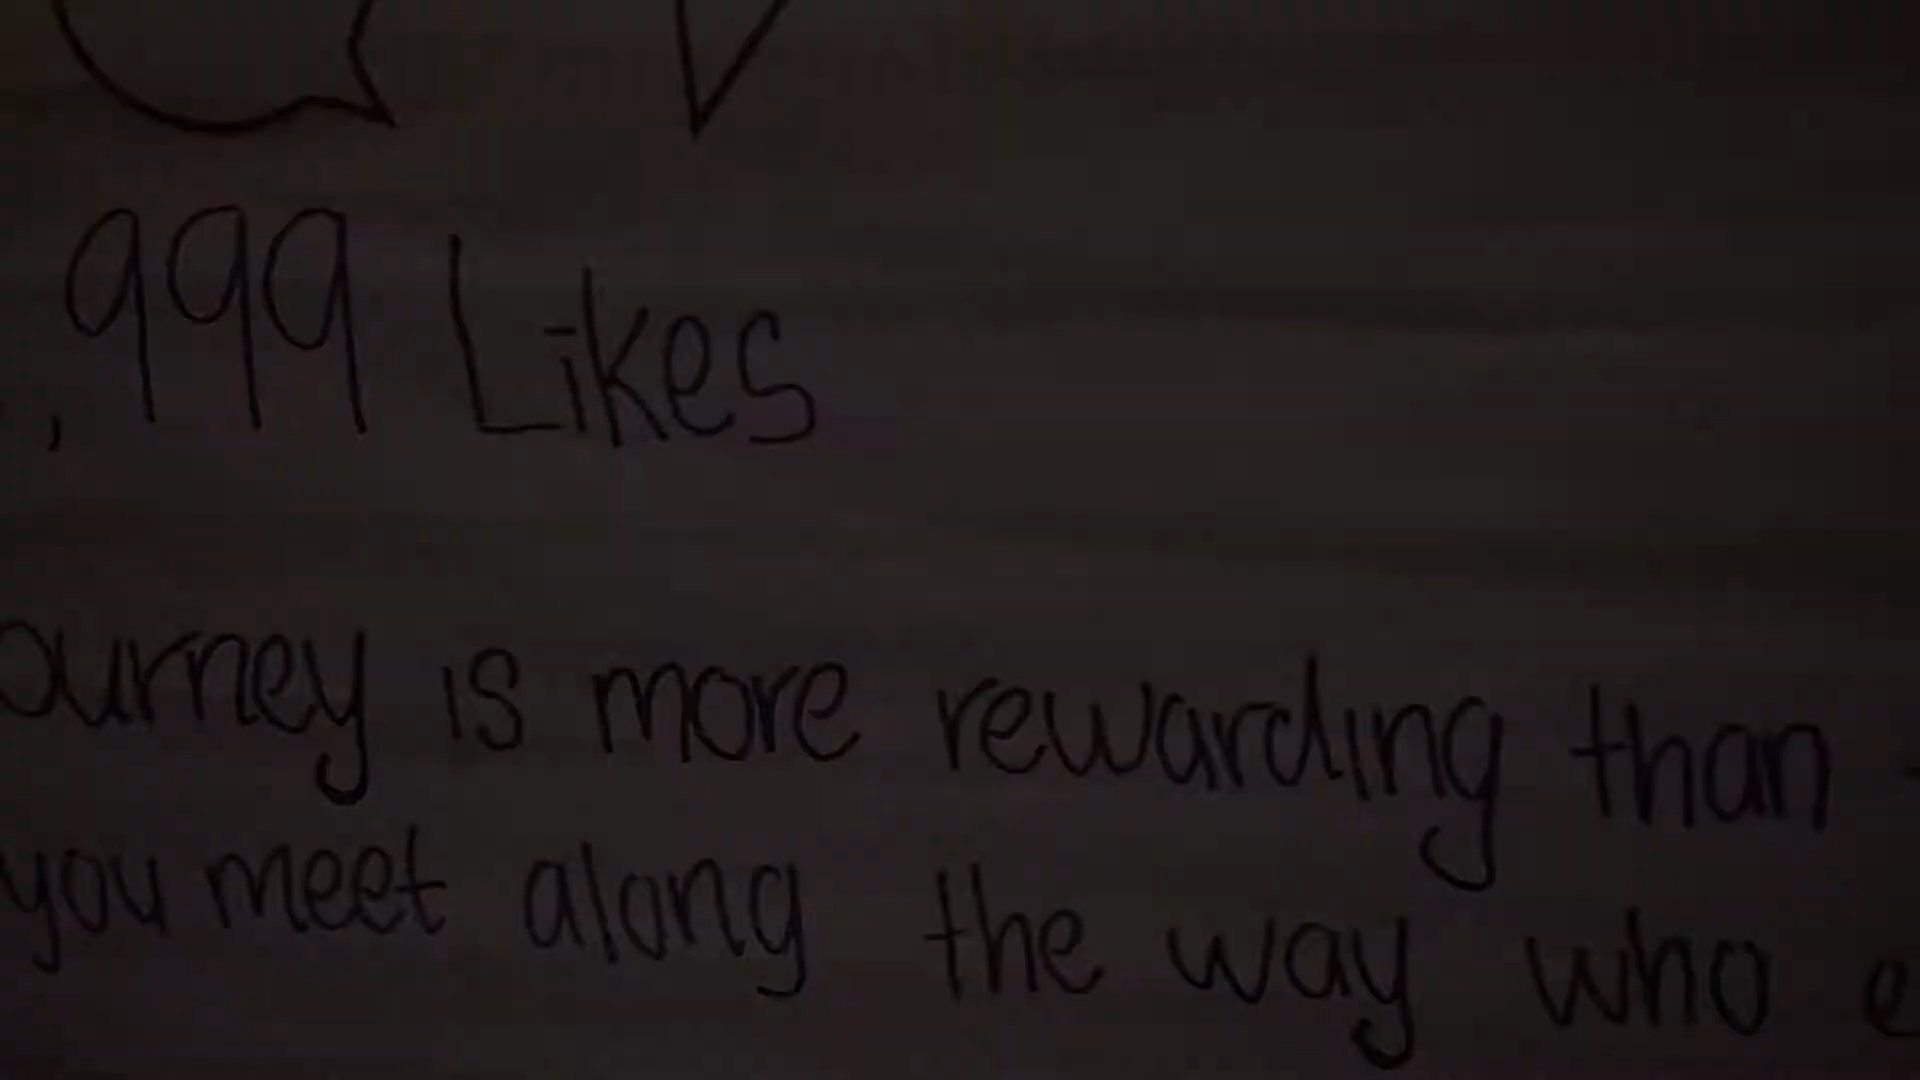 ,999 Likes
ourney is more rewarding than
you meet along the way who